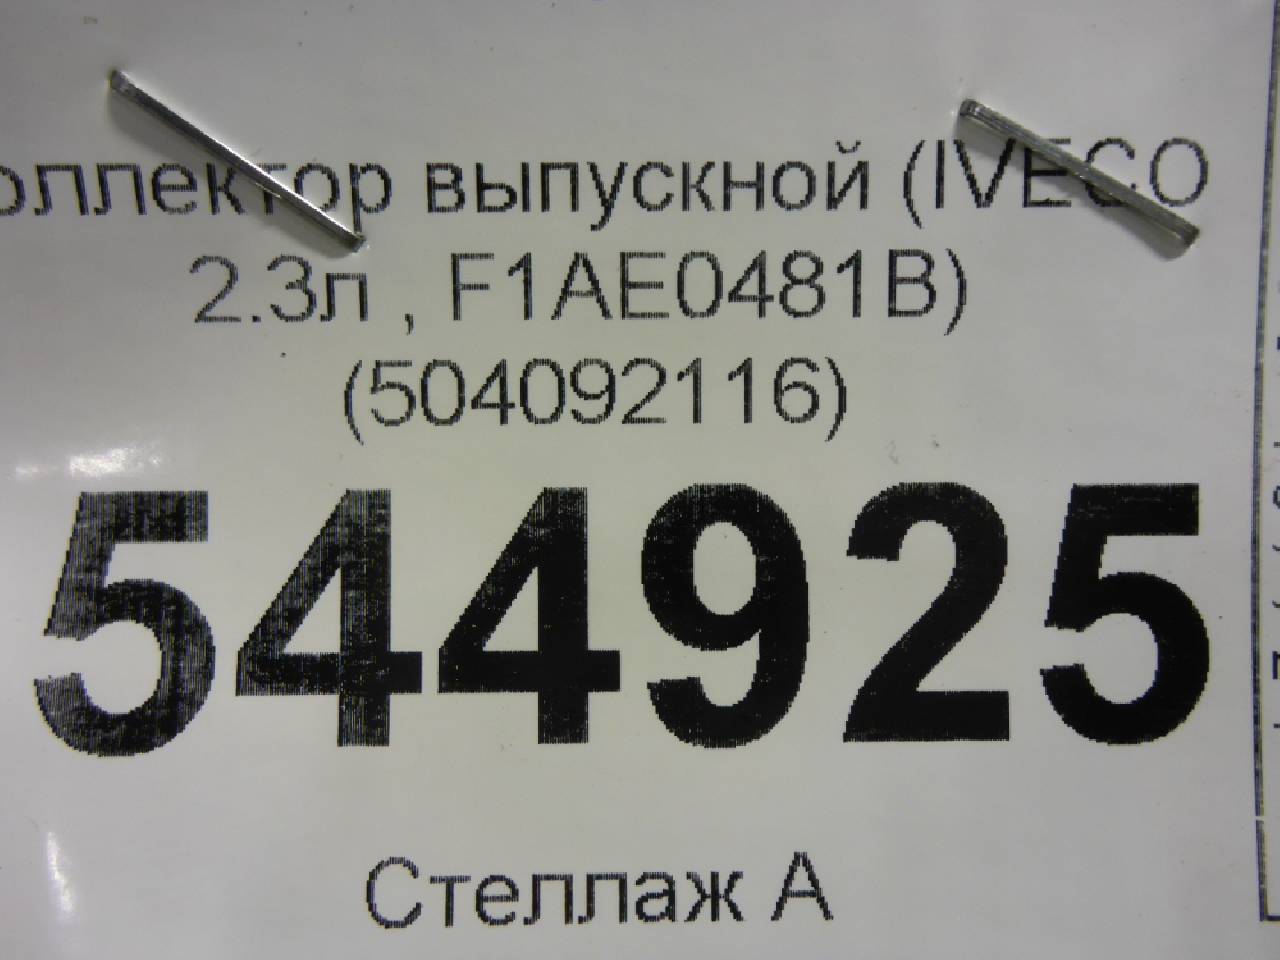 оллектор выпускной (IVECO
2.3л , F1AE0481B)
(504092116)
544925
Стеллаж А